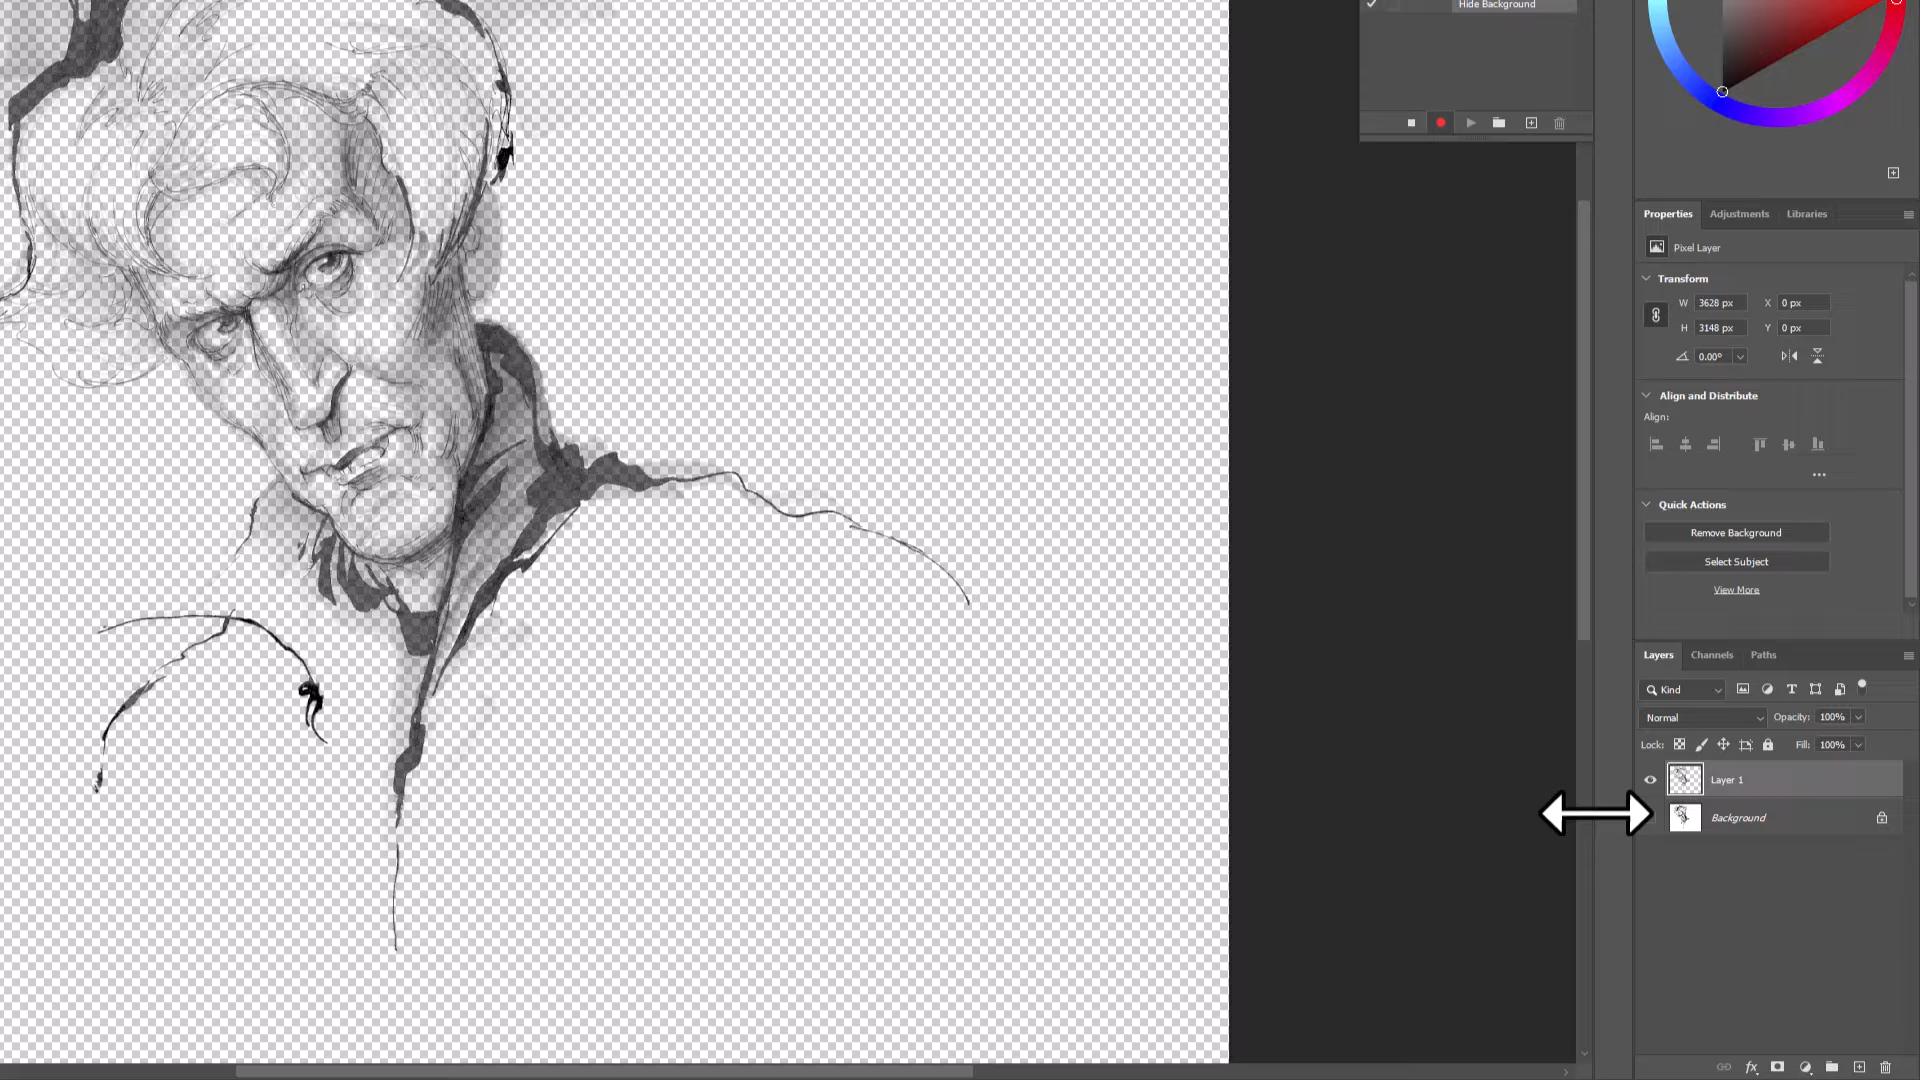 Hide Background
Properties Adjustments Libraries
Pixel Layer
Transform
W 3628 px X 0 px
H 3148 px Y 0 px
0.00°
Align and Distribute
Align:
Quick Actions
Remove Background
Select Subject
View More
Layers Channels Paths
Kind
Normal Opacity: 100%
Lock: Fill: 100%
Layer 1
Background
fx